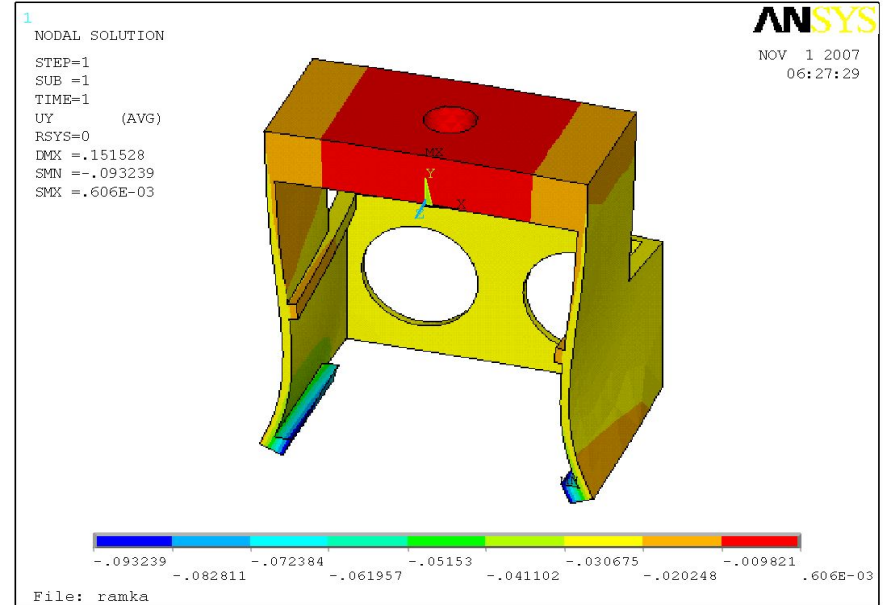 1
NODAL SOLUTION
STEP=1
SUB =1
TIME=1
UY (AVG)
RSYS=0
DMX =.151528
SMN =-.093239
SMX =.606E-03
ANSYS
NOV 1 2007
06:27:29
MX
Y
X
Z
MN
-.093239 -.072384 -.05153 -.030675 -.009821
-.082811 -.061957 -.041102 -.020248 .606E-03
File: ramka